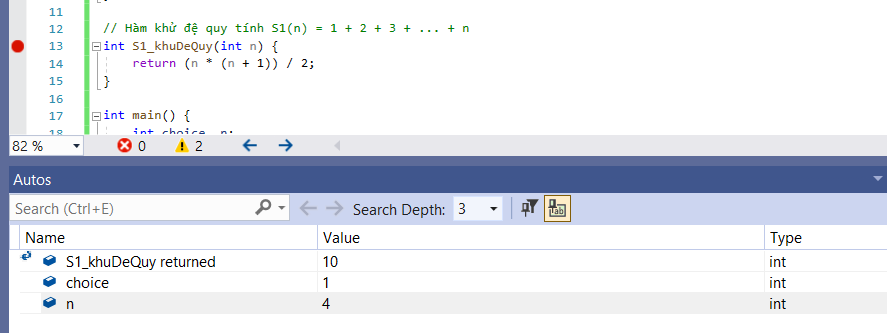 11
12 // Hàm khử đệ quy tính S1(n) = 1 + 2 + 3 + ... + n
13 int S1_khuDeQuy(int n) {
14 return (n * (n + 1)) / 2;
15 }
16
17 int main() {
18 int choice, n;
82 % 0 2
Autos
Search (Ctrl+E) Search Depth: 3
Name Value Type
S1_khuDeQuy returned 10 int
choice 1 int
n 4 int